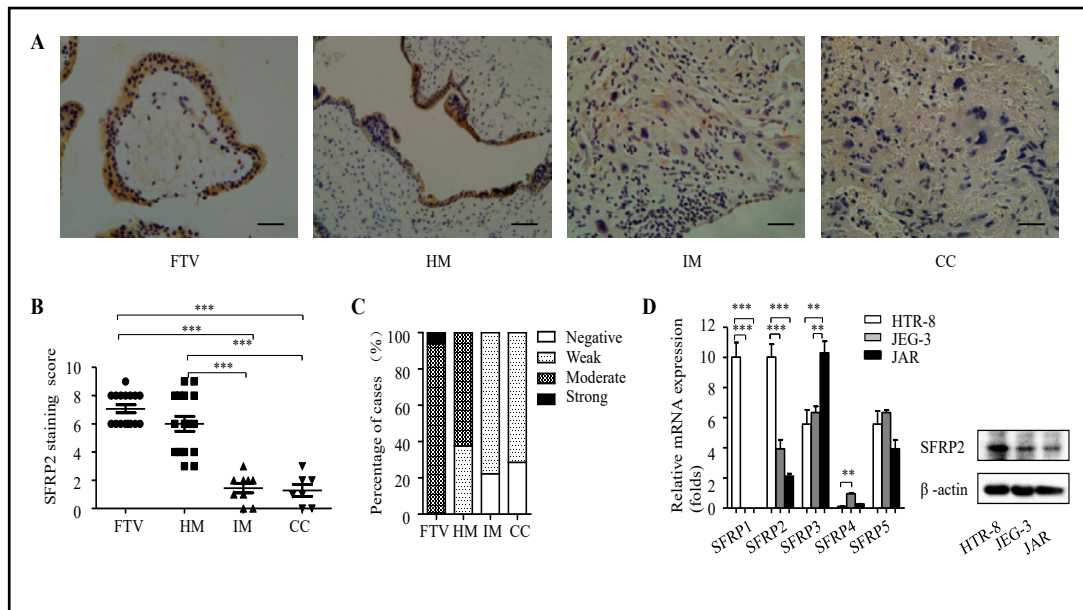 A
FTV
HM
IM
CC
B
***
***
***
***
SFRP2 staining score
10
8
6
4
2
0
FTV
HM
IM
CC
C
Percentage of cases (%)
100
80
60
40
20
0
FTV
HM
IM
CC
Negative
Weak
Moderate
Strong
D
Relative mRNA expression
(folds)
12
10
8
6
4
2
0
***
***
***
***
**
**
**
HTR-8
JEG-3
JAR
SFRP1
SFRP2
SFRP3
SFRP4
SFRP5
SFRP2
β -actin
HTR-8
JEG-3
JAR